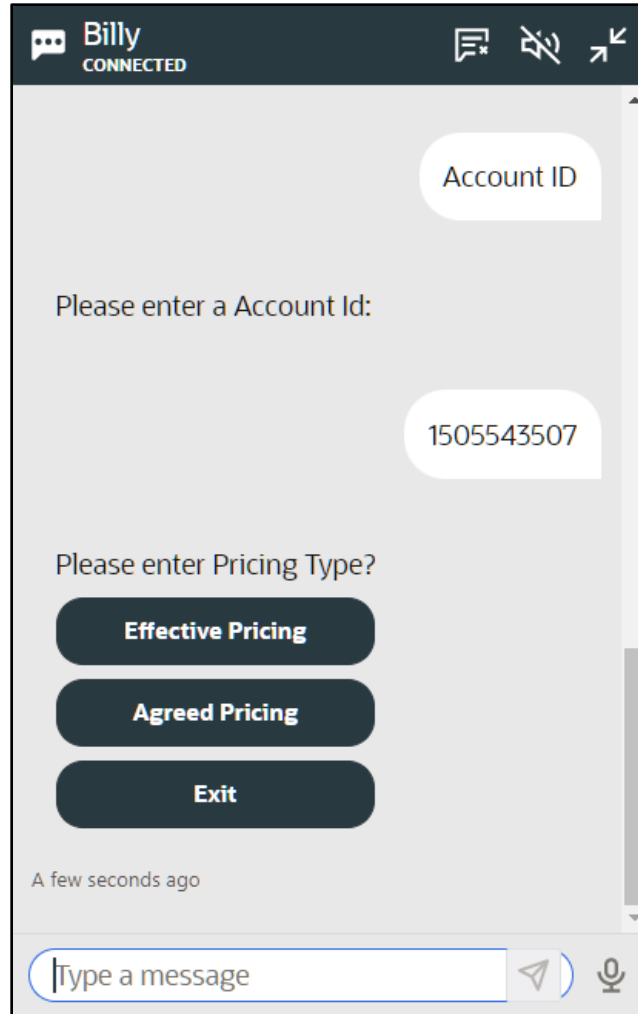 Billy
CONNECTED
Account ID
Please enter a Account Id:
1505543507
Please enter Pricing Type?
Effective Pricing
Agreed Pricing
Exit
A few seconds ago
Type a message